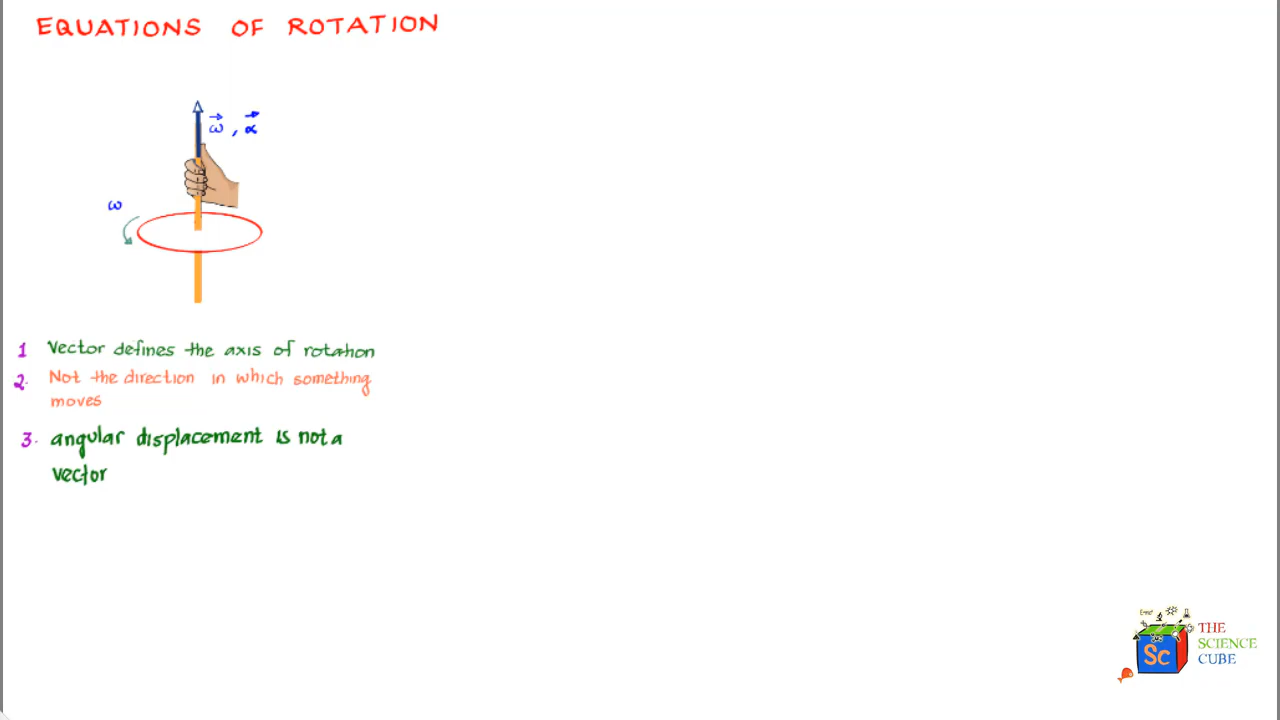 EQUATIONS OF ROTATION
ω⃗ , α⃗
ω
1 Vector defines the axis of rotation
2. Not the direction in which something
moves
3. angular displacement is not a
vector
Sc
THE
SCIENCE
CUBE